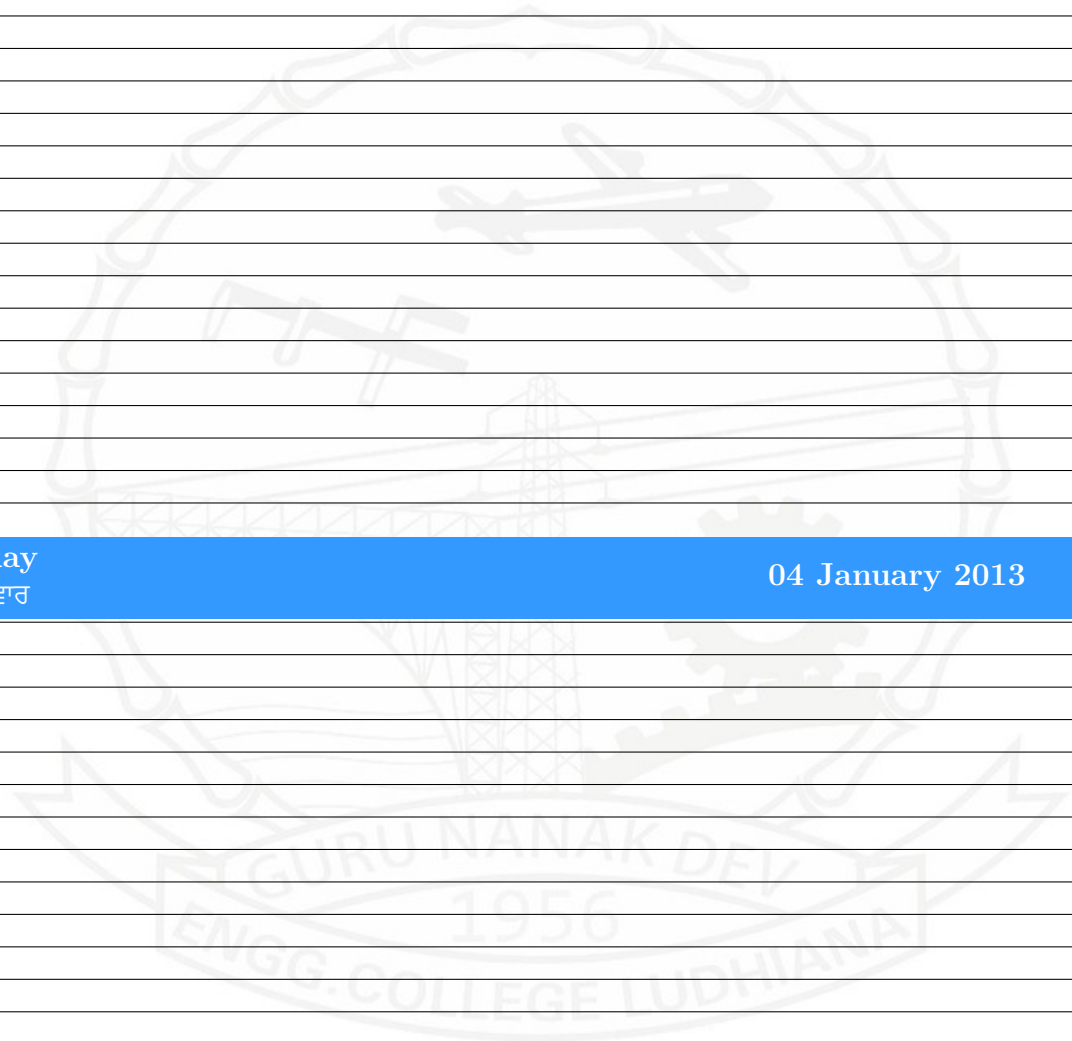 ay
ਵਾਰ
04 January 2013
GURU NANAK DEV
1956
ENGG.COLLEGE LUDHIANA